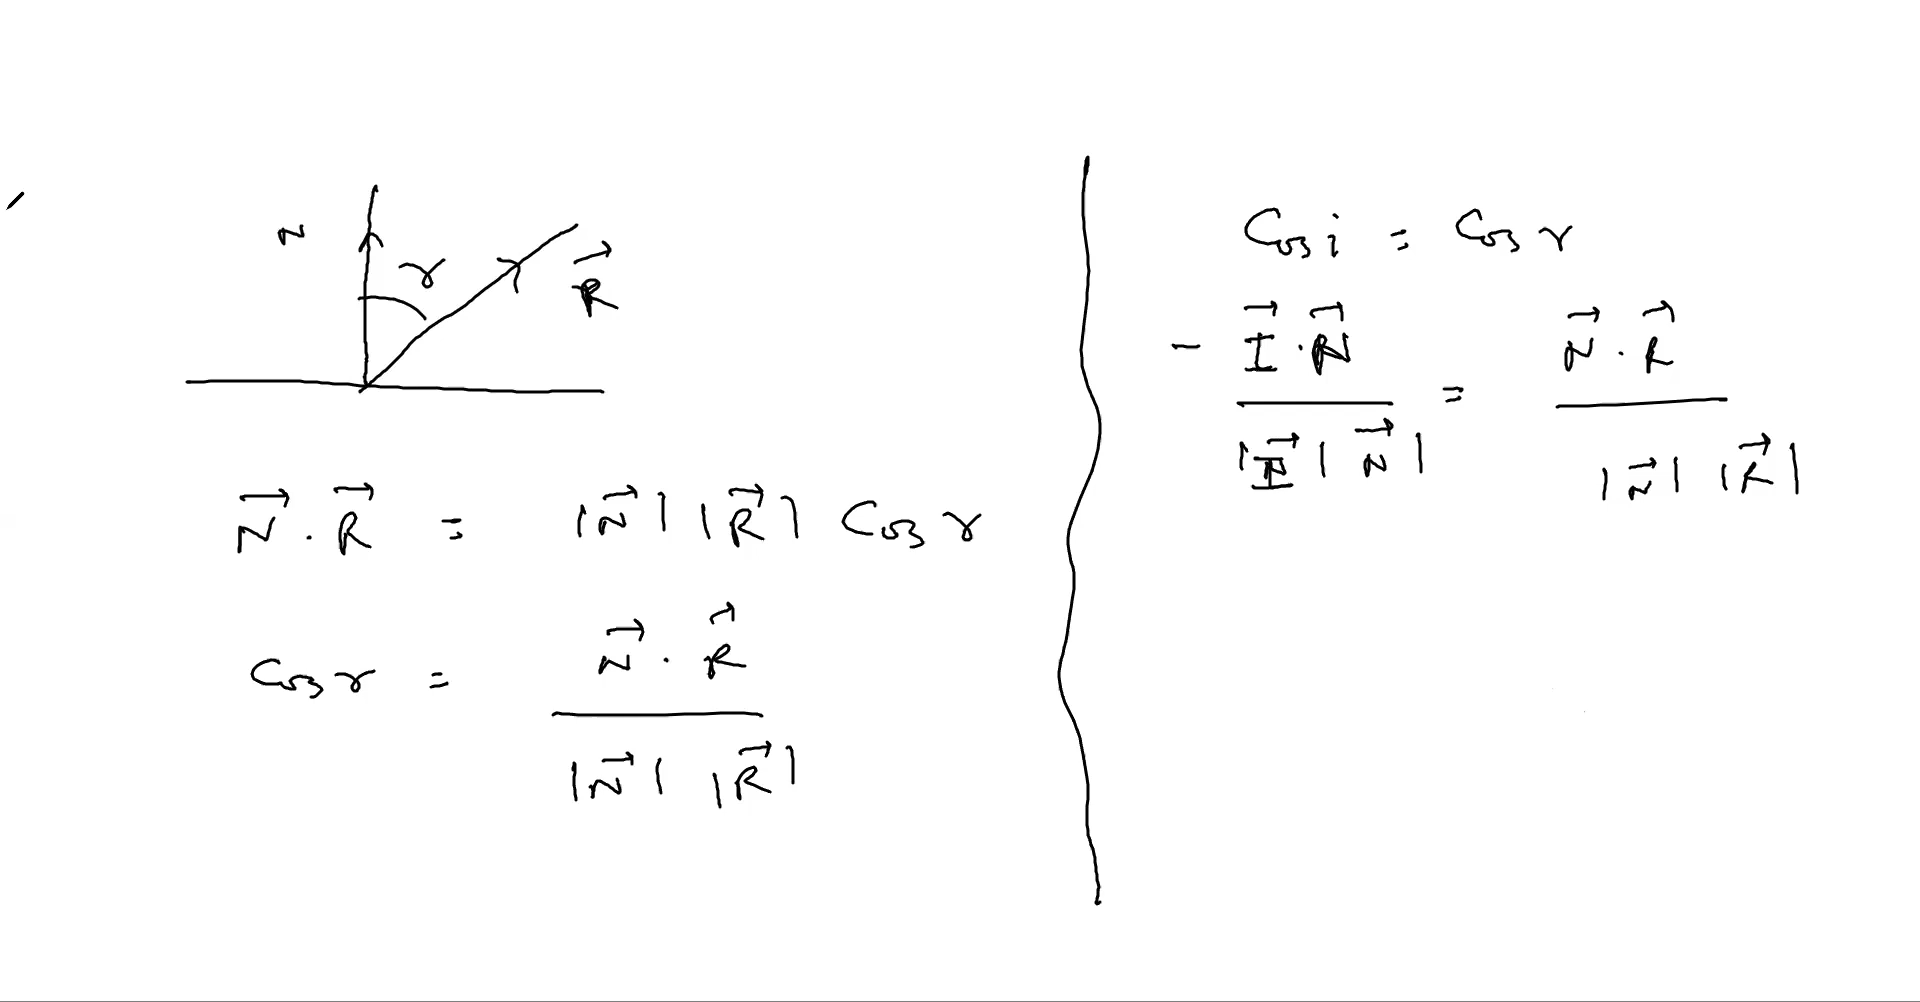 N
r
R⃗
N⃗ . R⃗ = |N⃗| |R⃗| Cos r
Cos r = N⃗ . R⃗
|N⃗| |R⃗|
Cos i = Cos r
- I⃗ . N⃗ = N⃗ . R⃗
|I⃗| N⃗| |N⃗| |R⃗|